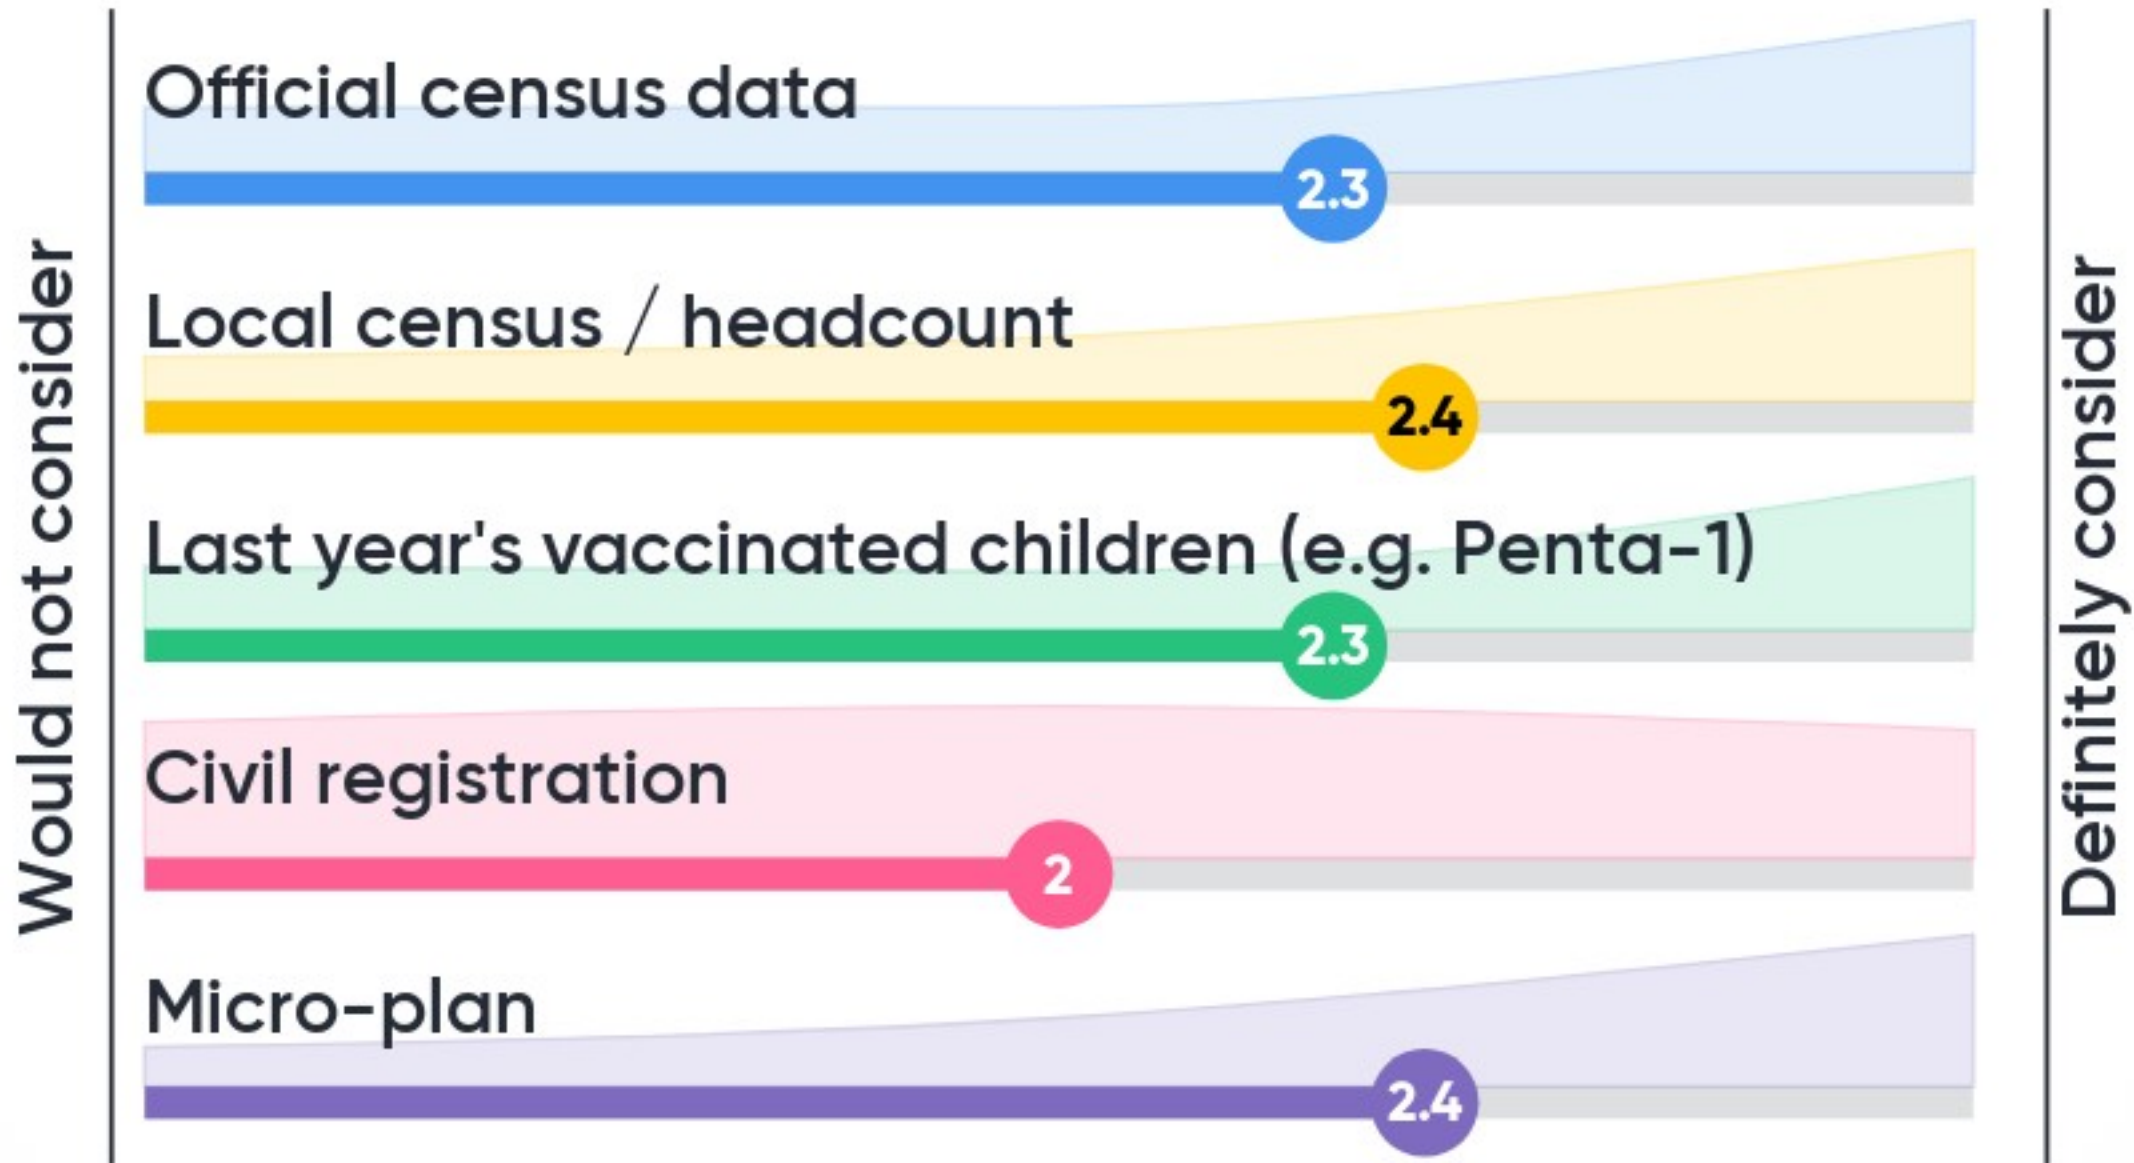 Would not consider
Official census data
2.3
Local census / headcount
2.4
Last year's vaccinated children (e.g. Penta-1)
2.3
Civil registration
2
Micro-plan
2.4
Definitely consider